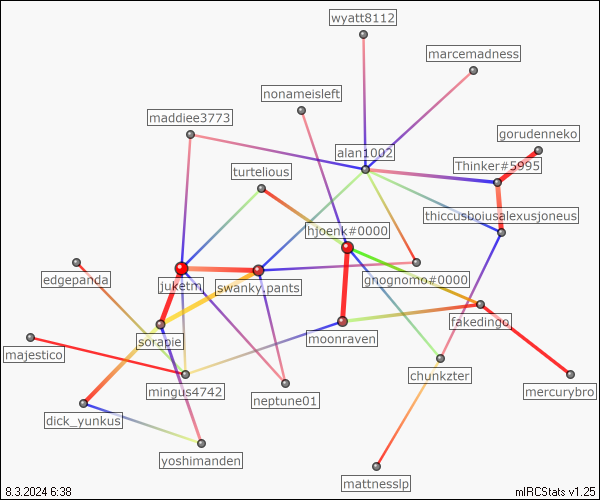 wyatt8112
marcemadness
nonameisleft
maddiee3773
gorudenneko
alan1002
Thinker#5995
turtelious
thiccusboiusalexusjoneus
hjoenk#0000
edgepanda
juketm
swanky.pants
gnognomo#0000
fakedingo
sorapie
moonraven
majestico
chunkzter
mingus4742
neptune01
mercurybro
dick_yunkus
yoshimanden
mattnesslp
8.3.2024 6:38
mIRCStats v1.25